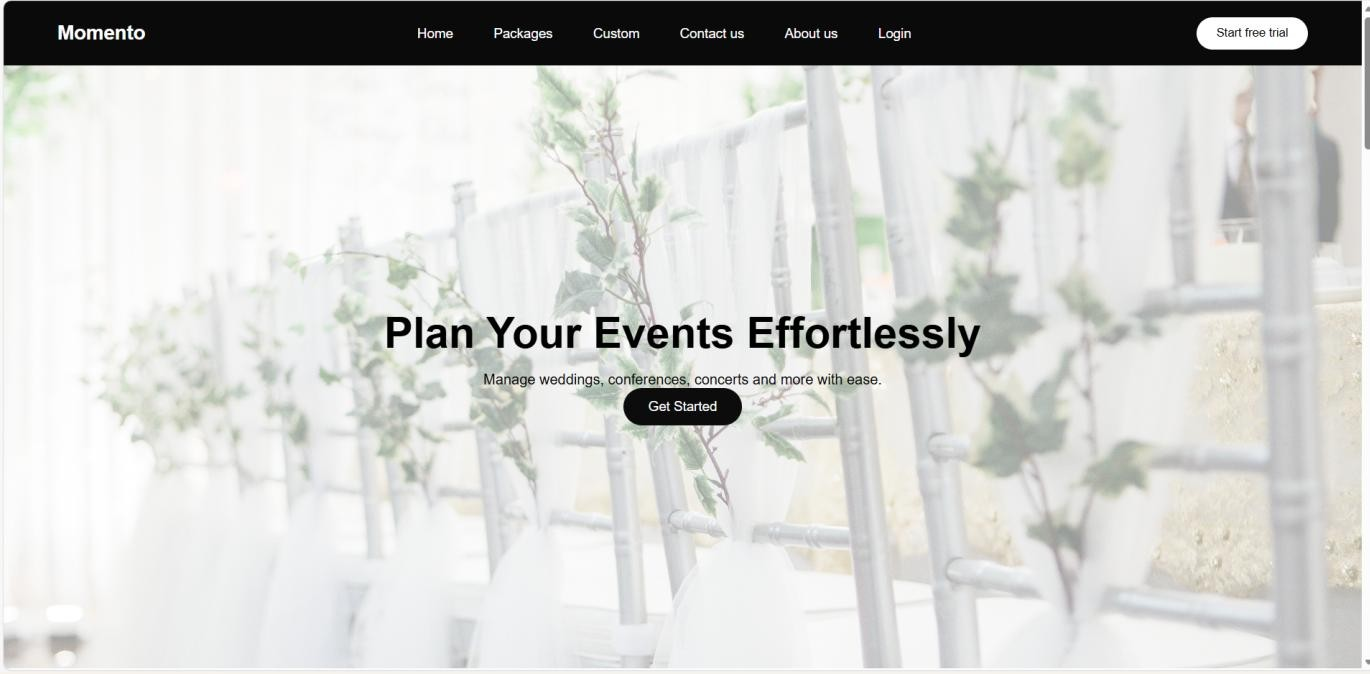 Momento
Home Packages Custom Contact us About us Login
Start free trial
Plan Your Events Effortlessly
Manage weddings, conferences, concerts and more with ease.
Get Started